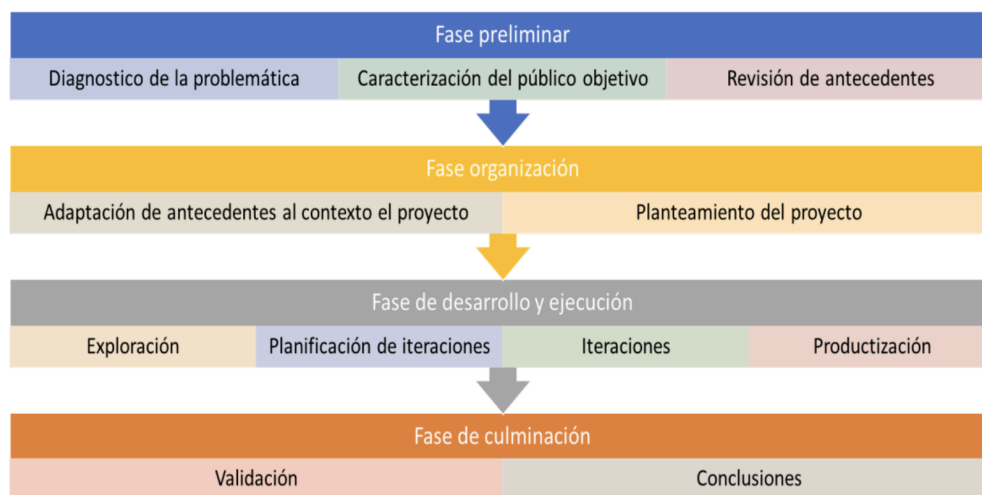 Fase preliminar
Diagnostico de la problemática
Caracterización del público objetivo
Revisión de antecedentes
Fase organización
Adaptación de antecedentes al contexto el proyecto
Planteamiento del proyecto
Fase de desarrollo y ejecución
Exploración
Planificación de iteraciones
Iteraciones
Productización
Fase de culminación
Validación
Conclusiones